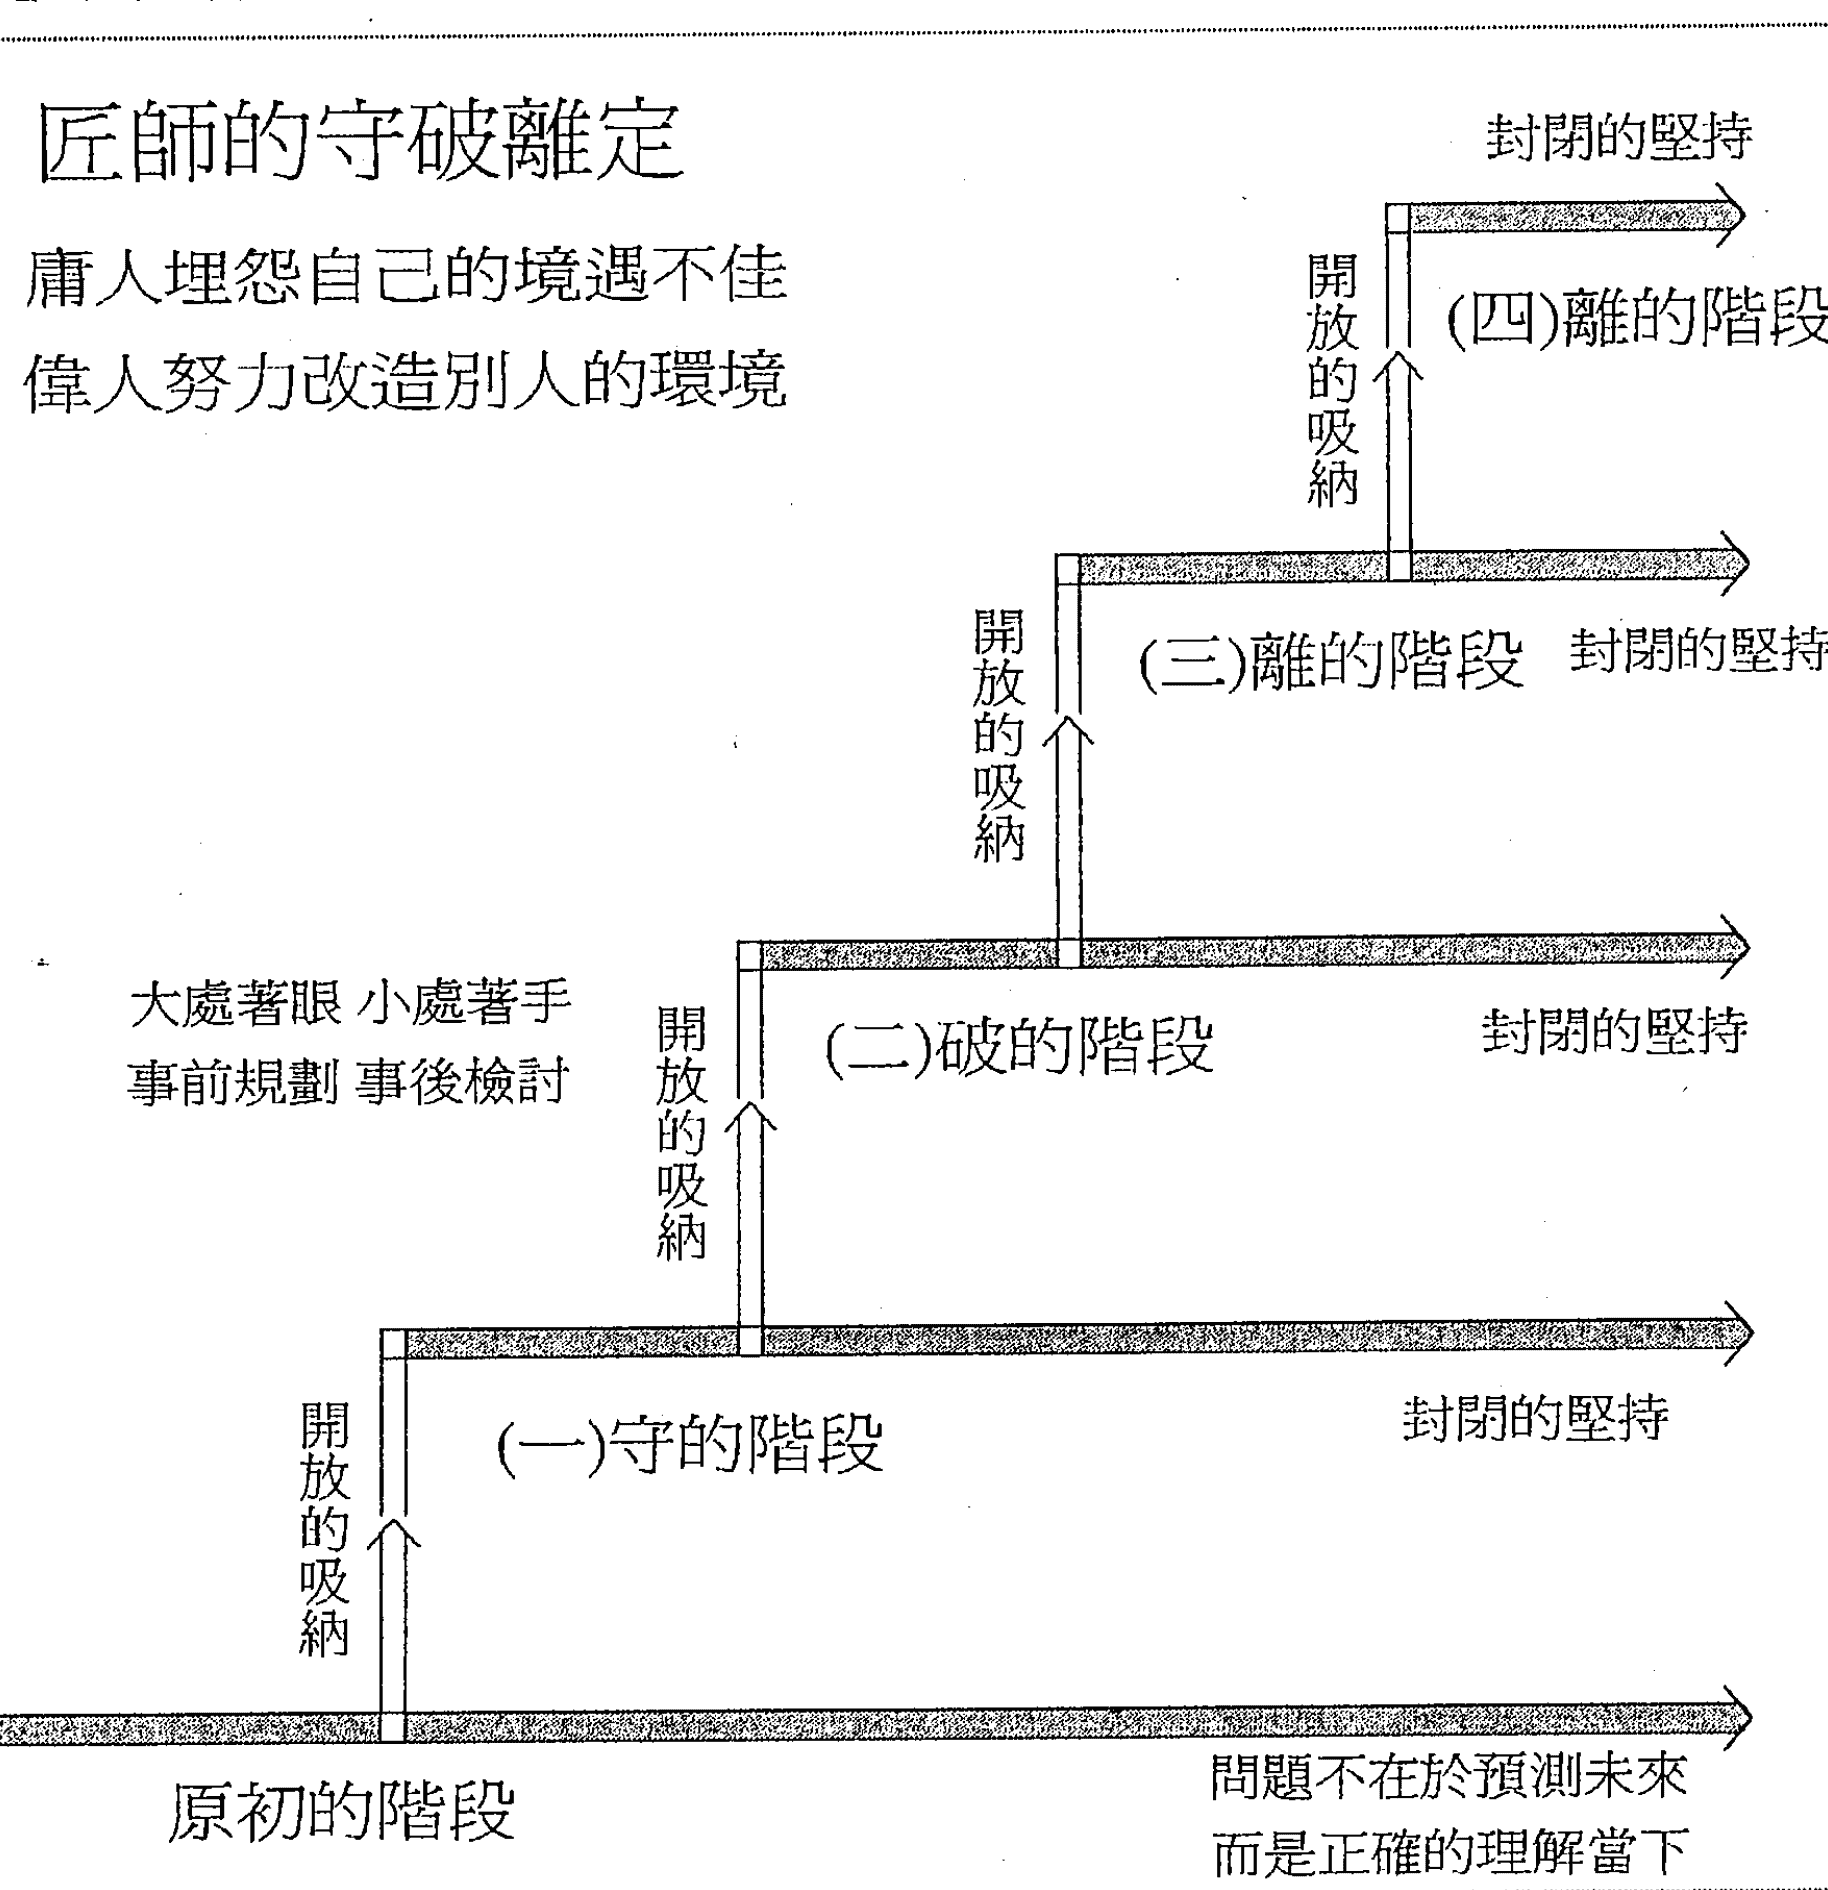 匠師的守破離定
庸人埋怨自己的境遇不佳
偉人努力改造別人的環境
封閉的堅持
開放的吸納
(四)離的階段
開放的吸納
(三)離的階段
封閉的堅持
大處著眼 小處著手
事前規劃 事後檢討
開放的吸納
(二)破的階段
封閉的堅持
開放的吸納
(一)守的階段
封閉的堅持
原初的階段
問題不在於預測未來
而是正確的理解當下